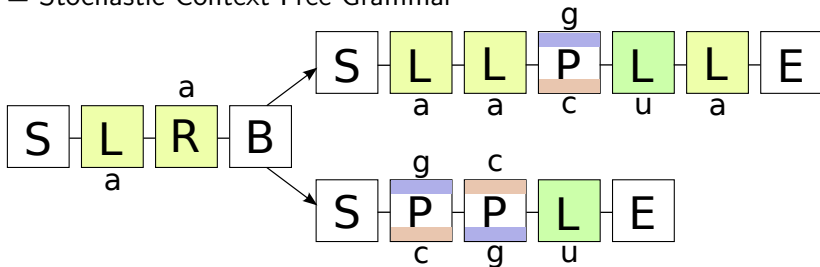 = Stochastic Context Free Grammar
g
S L L P L L E
a a c u a
a
S L R B
a
g c
S P P L E
c g u